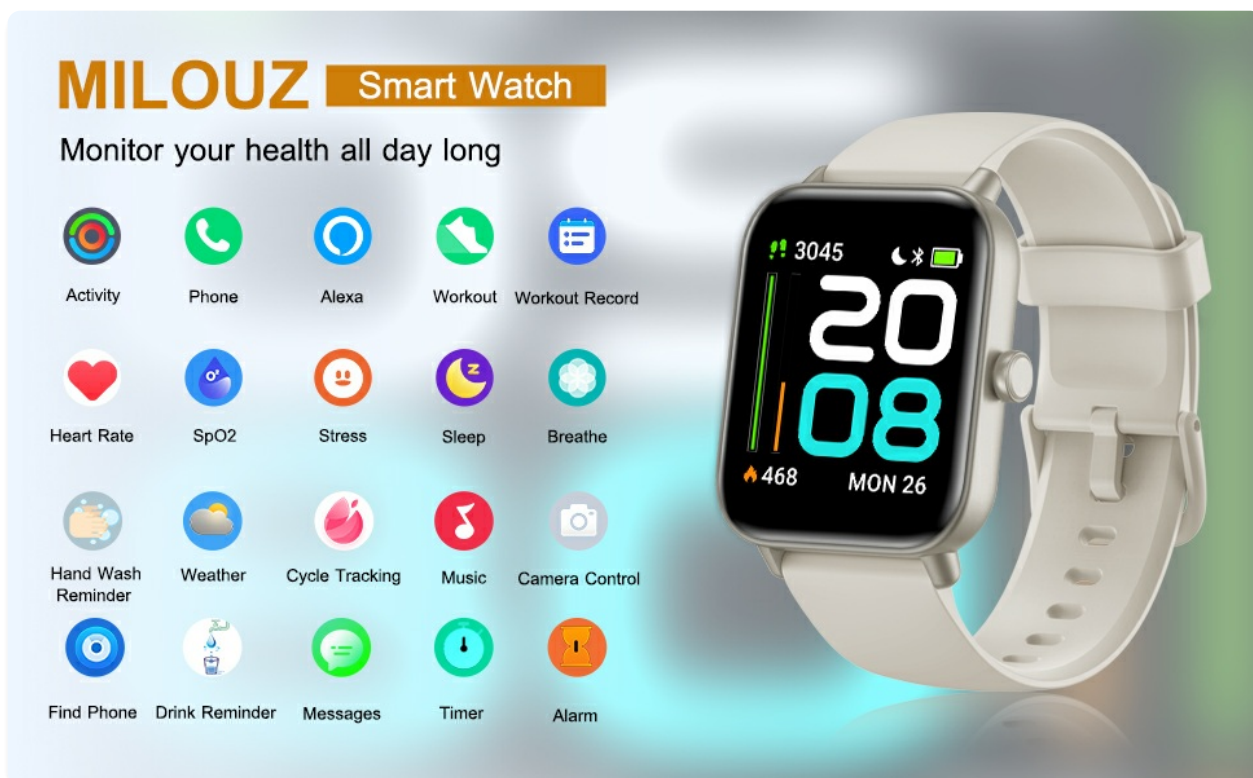 MILOUZ Smart Watch
Monitor your health all day long
Activity Phone Alexa Workout Workout Record
Heart Rate SpO2 Stress Sleep Breathe
Hand Wash Reminder Weather Cycle Tracking Music Camera Control
Find Phone Drink Reminder Messages Timer Alarm
3045
20
08
468 MON 26